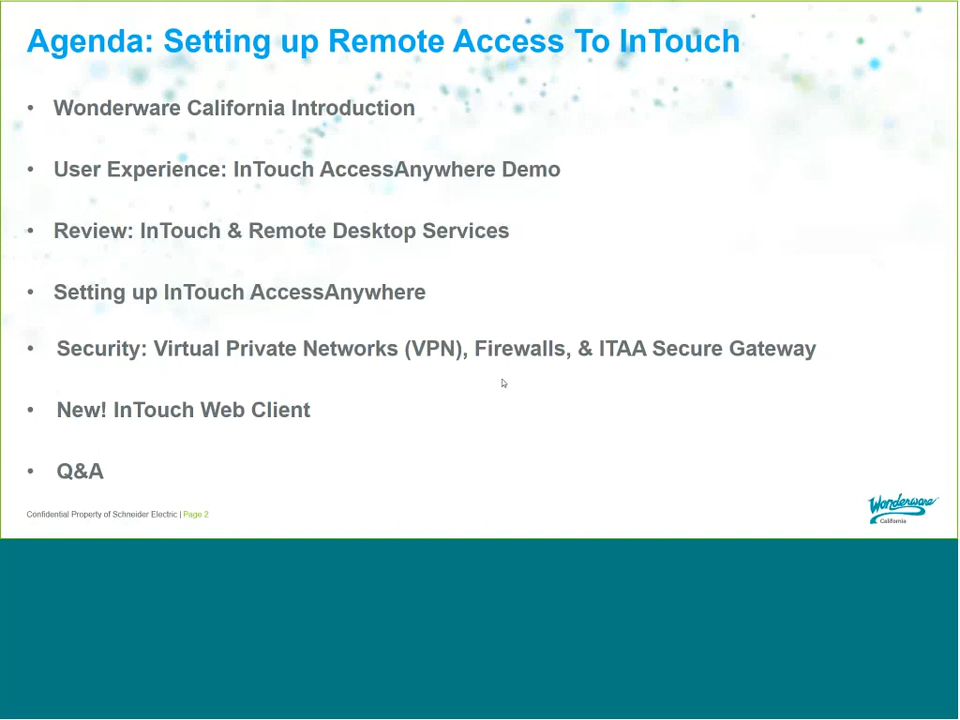 Agenda: Setting up Remote Access To InTouch
• Wonderware California Introduction
• User Experience: InTouch AccessAnywhere Demo
• Review: InTouch & Remote Desktop Services
• Setting up InTouch AccessAnywhere
• Security: Virtual Private Networks (VPN), Firewalls, & ITAA Secure Gateway
• New! InTouch Web Client
• Q&A
Confidential Property of Schneider Electric | Page 2
Wonderware
California